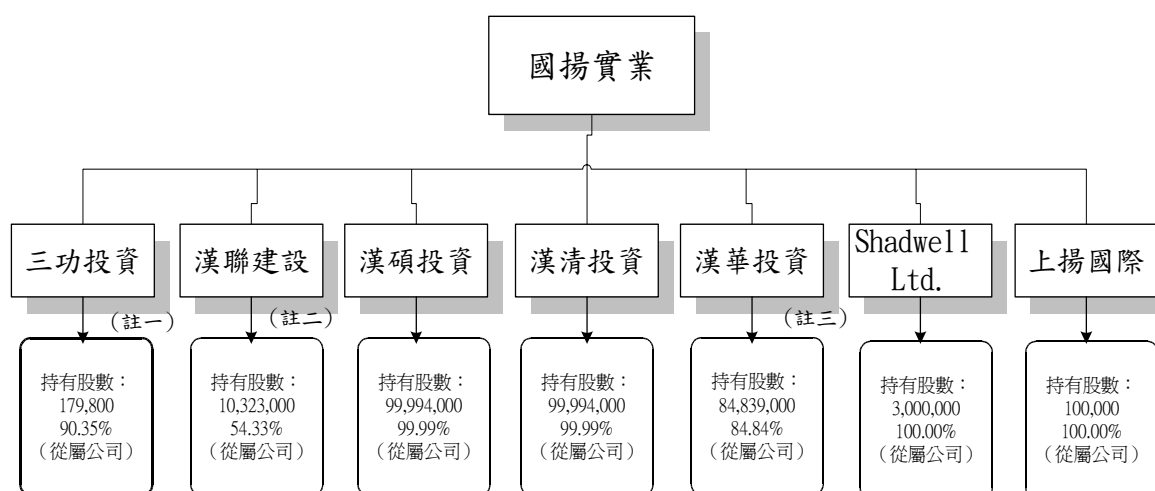 國揚實業
三功投資
漢聯建設
漢碩投資
漢清投資
漢華投資
Shadwell
Ltd.
上揚國際
(註一)
(註二)
(註三)
持有股數：
179,800
90.35%
（從屬公司）
持有股數：
10,323,000
54.33%
（從屬公司）
持有股數：
99,994,000
99.99%
（從屬公司）
持有股數：
99,994,000
99.99%
（從屬公司）
持有股數：
84,839,000
84.84%
（從屬公司）
持有股數：
3,000,000
100.00%
（從屬公司）
持有股數：
100,000
100.00%
（從屬公司）